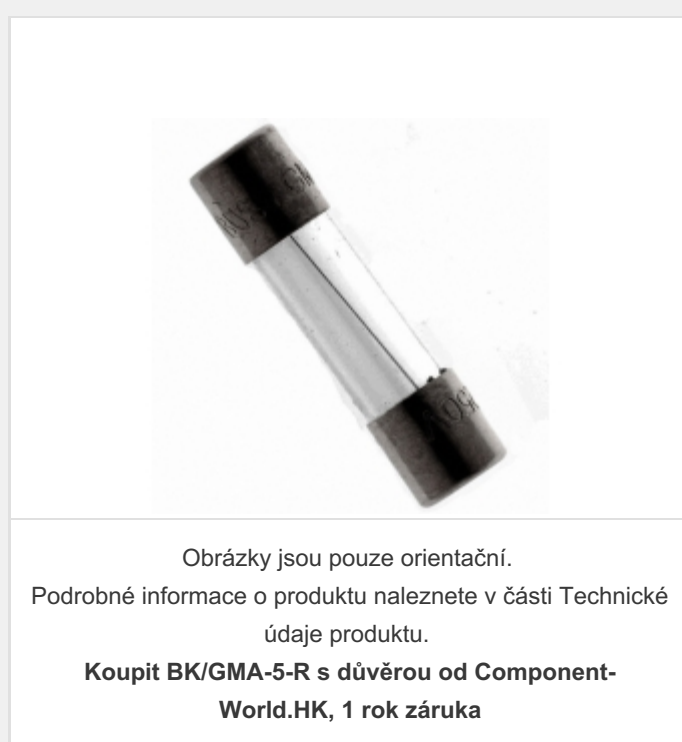 Obrázky jsou pouze orientační.
Podrobné informace o produktu naleznete v části Technické
údaje produktu.
Koupit BK/GMA-5-R s důvěrou od Component-
World.HK, 1 rok záruka